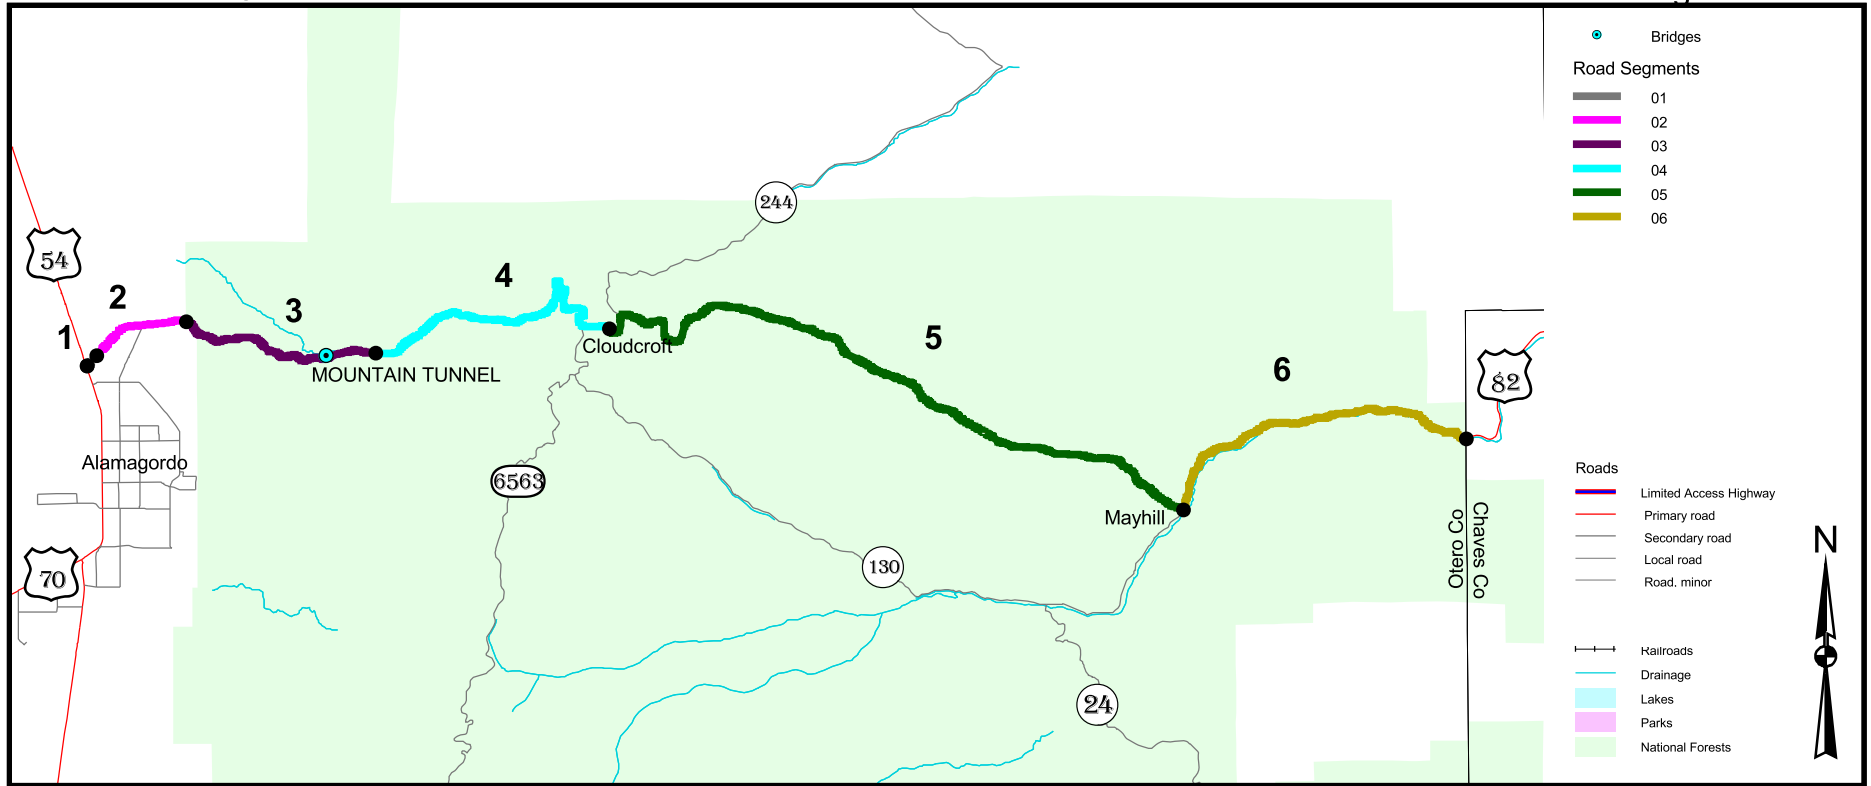 Bridges
Road Segments
01
02
03
04
05
06
244
54
4
2
3
1
5
Cloudcroft
6
82
MOUNTAIN TUNNEL
Alamagordo
6563
Mayhill
Otero Co
Chaves Co
130
70
24
Roads
Limited Access Highway
Primary road
Secondary road
Local road
Road, minor
N
Railroads
Drainage
Lakes
Parks
National Forests